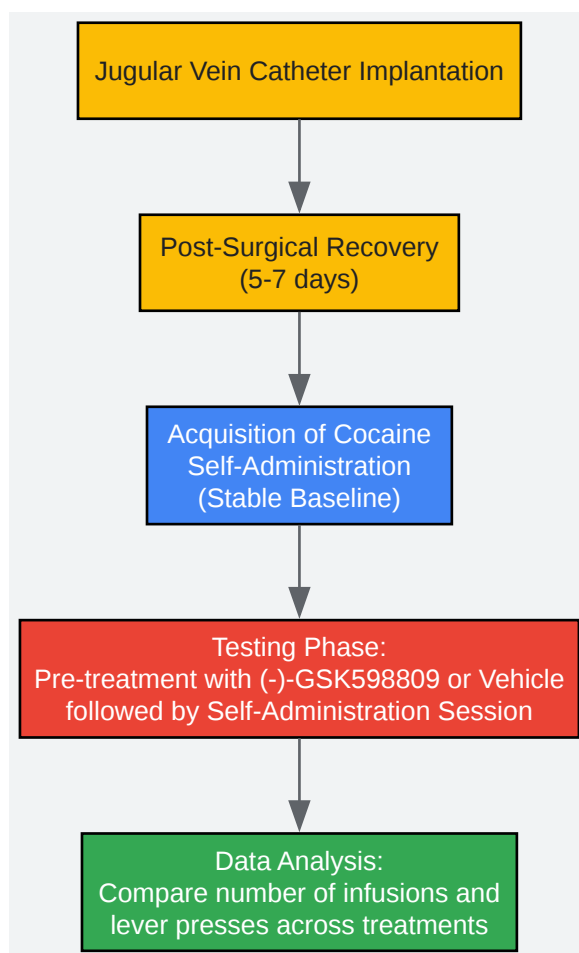 Jugular Vein Catheter Implantation
Post-Surgical Recovery
(5-7 days)
Acquisition of Cocaine
Self-Administration
(Stable Baseline)
Testing Phase:
Pre-treatment with (-)-GSK598809 or Vehicle
followed by Self-Administration Session
Data Analysis:
Compare number of infusions and
lever presses across treatments